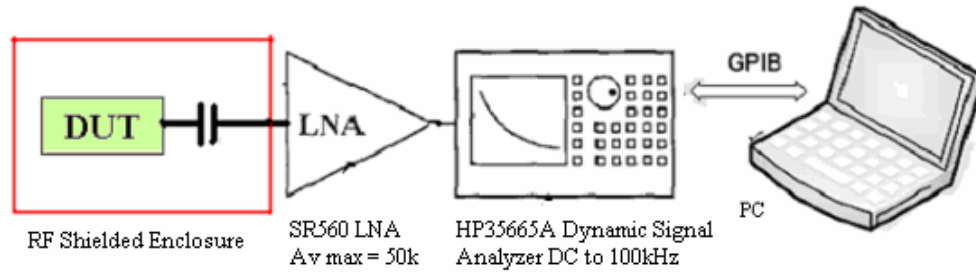 DUT
LNA
GPIB
PC
RF Shielded Enclosure
SR560 LNA
Av max = 50k
HP35665A Dynamic Signal
Analyzer DC to 100kHz